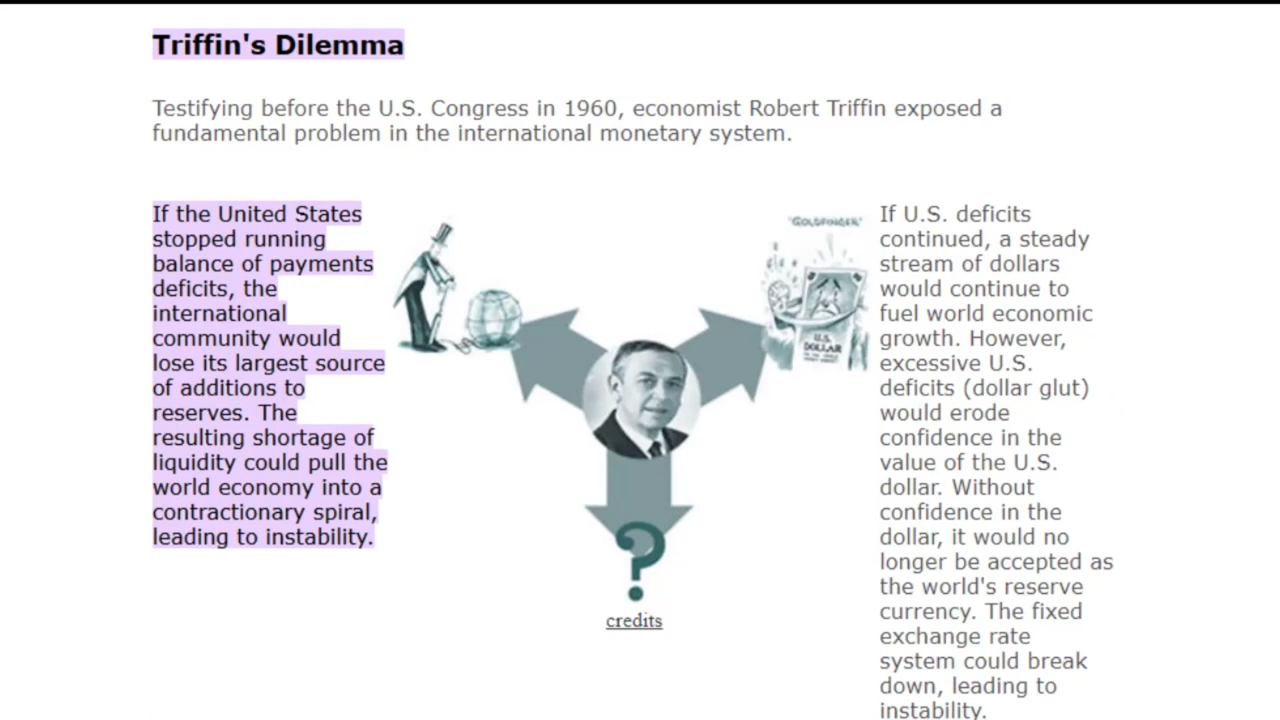 Triffin's Dilemma
Testifying before the U.S. Congress in 1960, economist Robert Triffin exposed a
fundamental problem in the international monetary system.
If the United States
stopped running
balance of payments
deficits, the
international
community would
lose its largest source
of additions to
reserves. The
resulting shortage of
liquidity could pull the
world economy into a
contractionary spiral,
leading to instability.
"GOLDFINGER"
U.S.
DOLLAR
credits
If U.S. deficits
continued, a steady
stream of dollars
would continue to
fuel world economic
growth. However,
excessive U.S.
deficits (dollar glut)
would erode
confidence in the
value of the U.S.
dollar. Without
confidence in the
dollar, it would no
longer be accepted as
the world's reserve
currency. The fixed
exchange rate
system could break
down, leading to
instability.